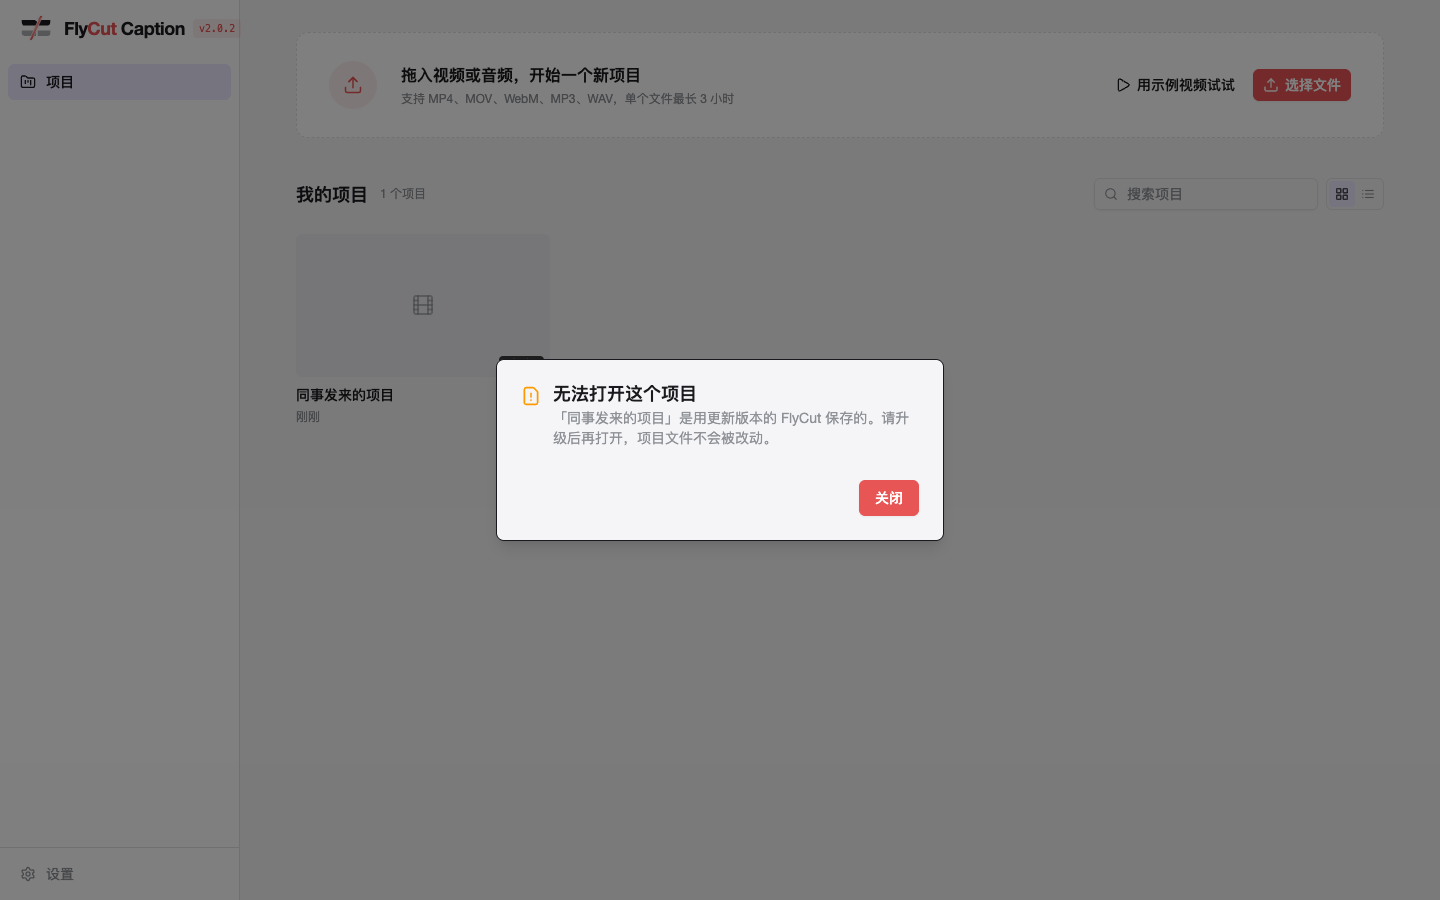 FlyCut Caption v2.0.2
项目
拖入视频或音频，开始一个新项目
支持 MP4、MOV、WebM、MP3、WAV，单个文件最长 3 小时
用示例视频试试
选择文件
我的项目 1 个项目
搜索项目
同事发来的项目
刚刚
无法打开这个项目
「同事发来的项目」是用更新版本的 FlyCut 保存的。请升
级后再打开，项目文件不会被改动。
关闭
设置